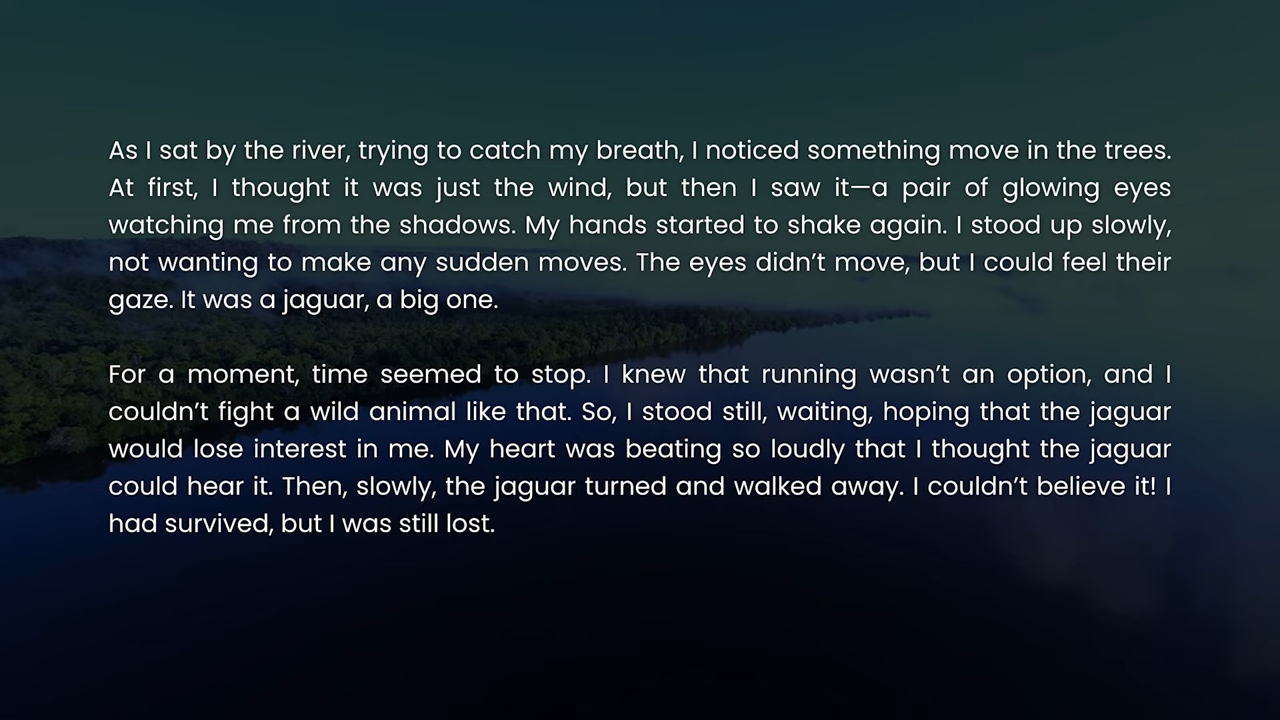 As I sat by the river, trying to catch my breath, I noticed something move in the trees.
At first, I thought it was just the wind, but then I saw it—a pair of glowing eyes
watching me from the shadows. My hands started to shake again. I stood up slowly,
not wanting to make any sudden moves. The eyes didn’t move, but I could feel their
gaze. It was a jaguar, a big one.
For a moment, time seemed to stop. I knew that running wasn’t an option, and I
couldn’t fight a wild animal like that. So, I stood still, waiting, hoping that the jaguar
would lose interest in me. My heart was beating so loudly that I thought the jaguar
could hear it. Then, slowly, the jaguar turned and walked away. I couldn’t believe it! I
had survived, but I was still lost.